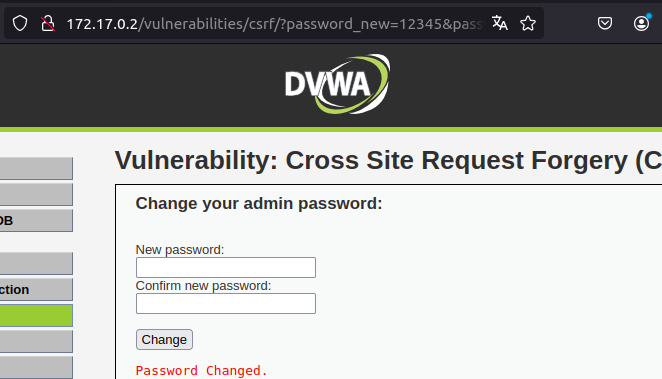 172.17.0.2/vulnerabilities/csrf/?password_new=12345&pass
DVWA
Vulnerability: Cross Site Request Forgery (C
DB
Change your admin password:
New password:
Confirm new password:
ction
Change
Password Changed.